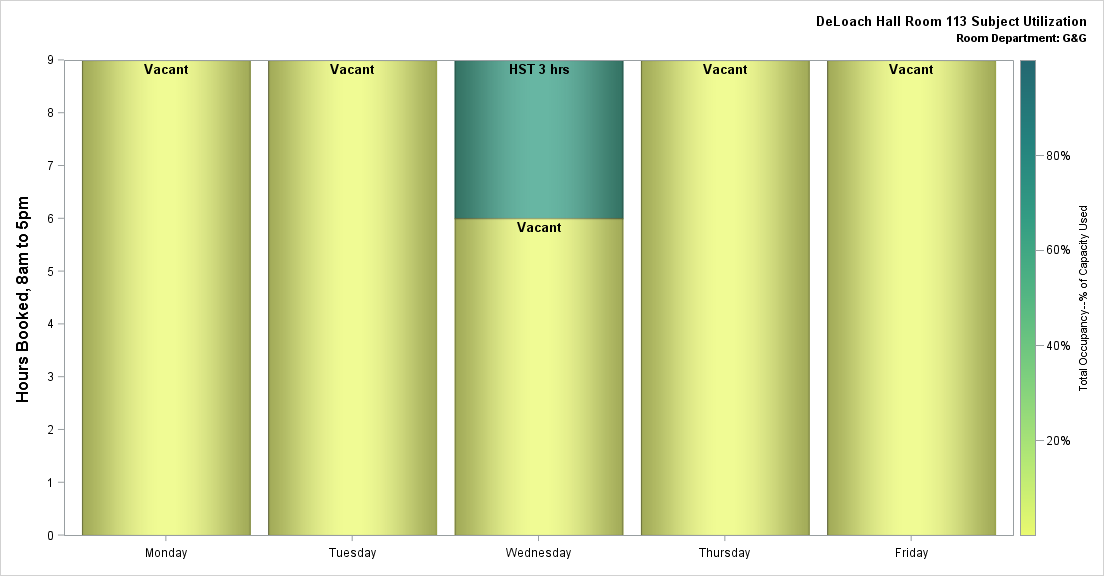 DeLoach Hall Room 113 Subject Utilization
Room Department: G&G
Hours Booked, 8am to 5pm
9
8
7
6
5
4
3
2
1
0
Vacant
Vacant
HST 3 hrs
Vacant
Vacant
Vacant
Monday
Tuesday
Wednesday
Thursday
Friday
80%
60%
40%
20%
Total Occupancy--% of Capacity Used